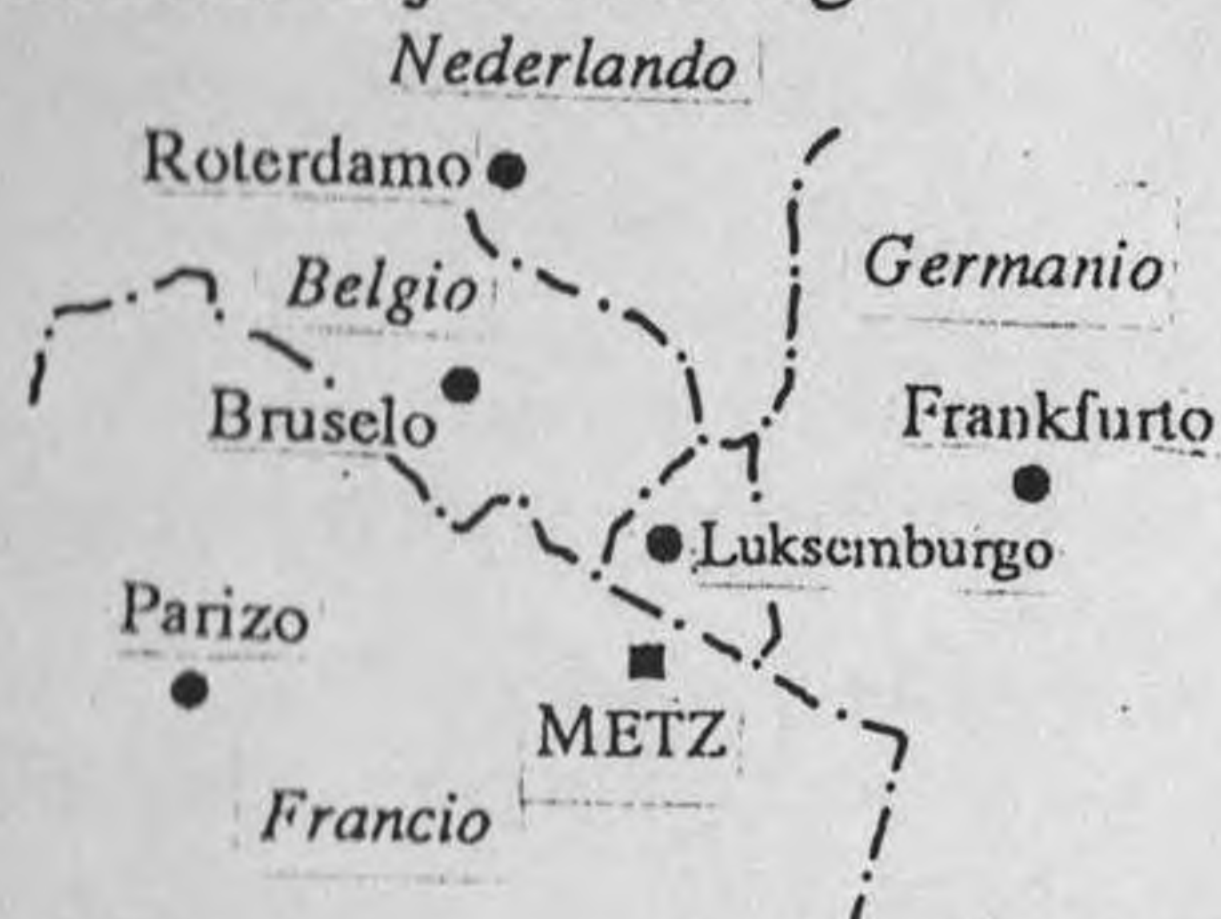 Nederlando
Roterdamo
Belgio
Germanio
Bruselo
Frankfurto
Luksemburgo
Parizo
METZ
Francio